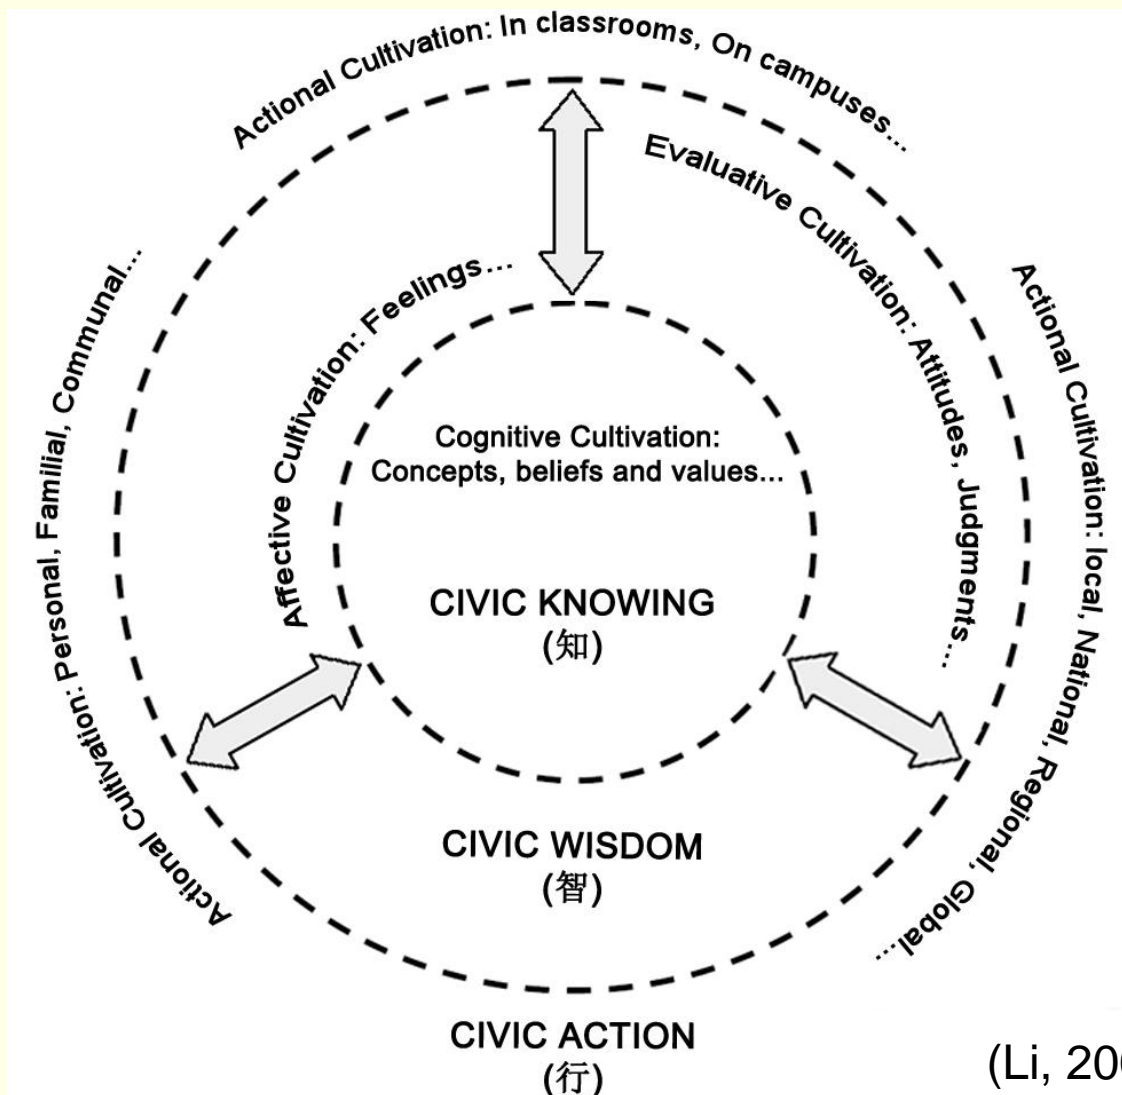 Actional Cultivation: In classrooms, On campuses...
Evaluative Cultivation: Attitudes, Judgments...
Affective Cultivation: Feelings...
Actional Cultivation: Personal, Familial, Communal...
Actional Cultivation: local, National, Regional, Global...
Cognitive Cultivation:
Concepts, beliefs and values...
CIVIC KNOWING
(知)
CIVIC WISDOM
(智)
CIVIC ACTION
(行)
(Li,